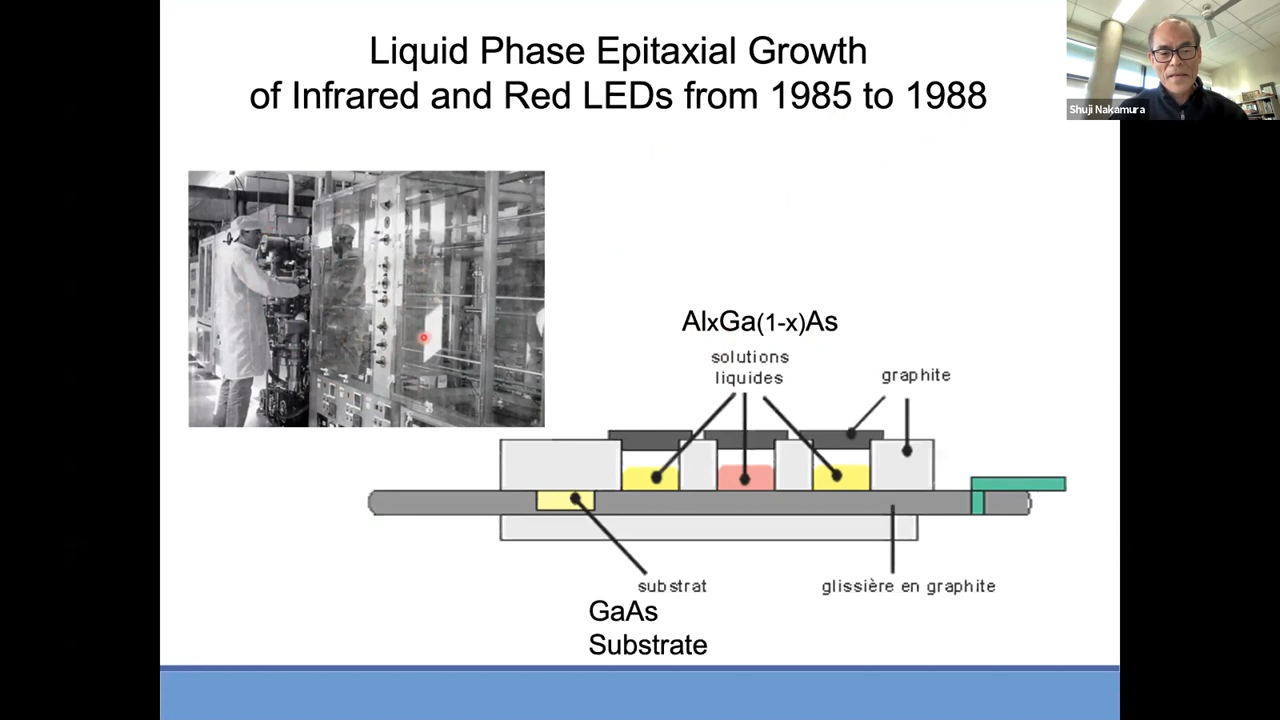 Liquid Phase Epitaxial Growth
of Infrared and Red LEDs from 1985 to 1988
Shuji Nakamura
AlxGa(1-x)As
solutions
liquides
graphite
substrat
glissière en graphite
GaAs
Substrate